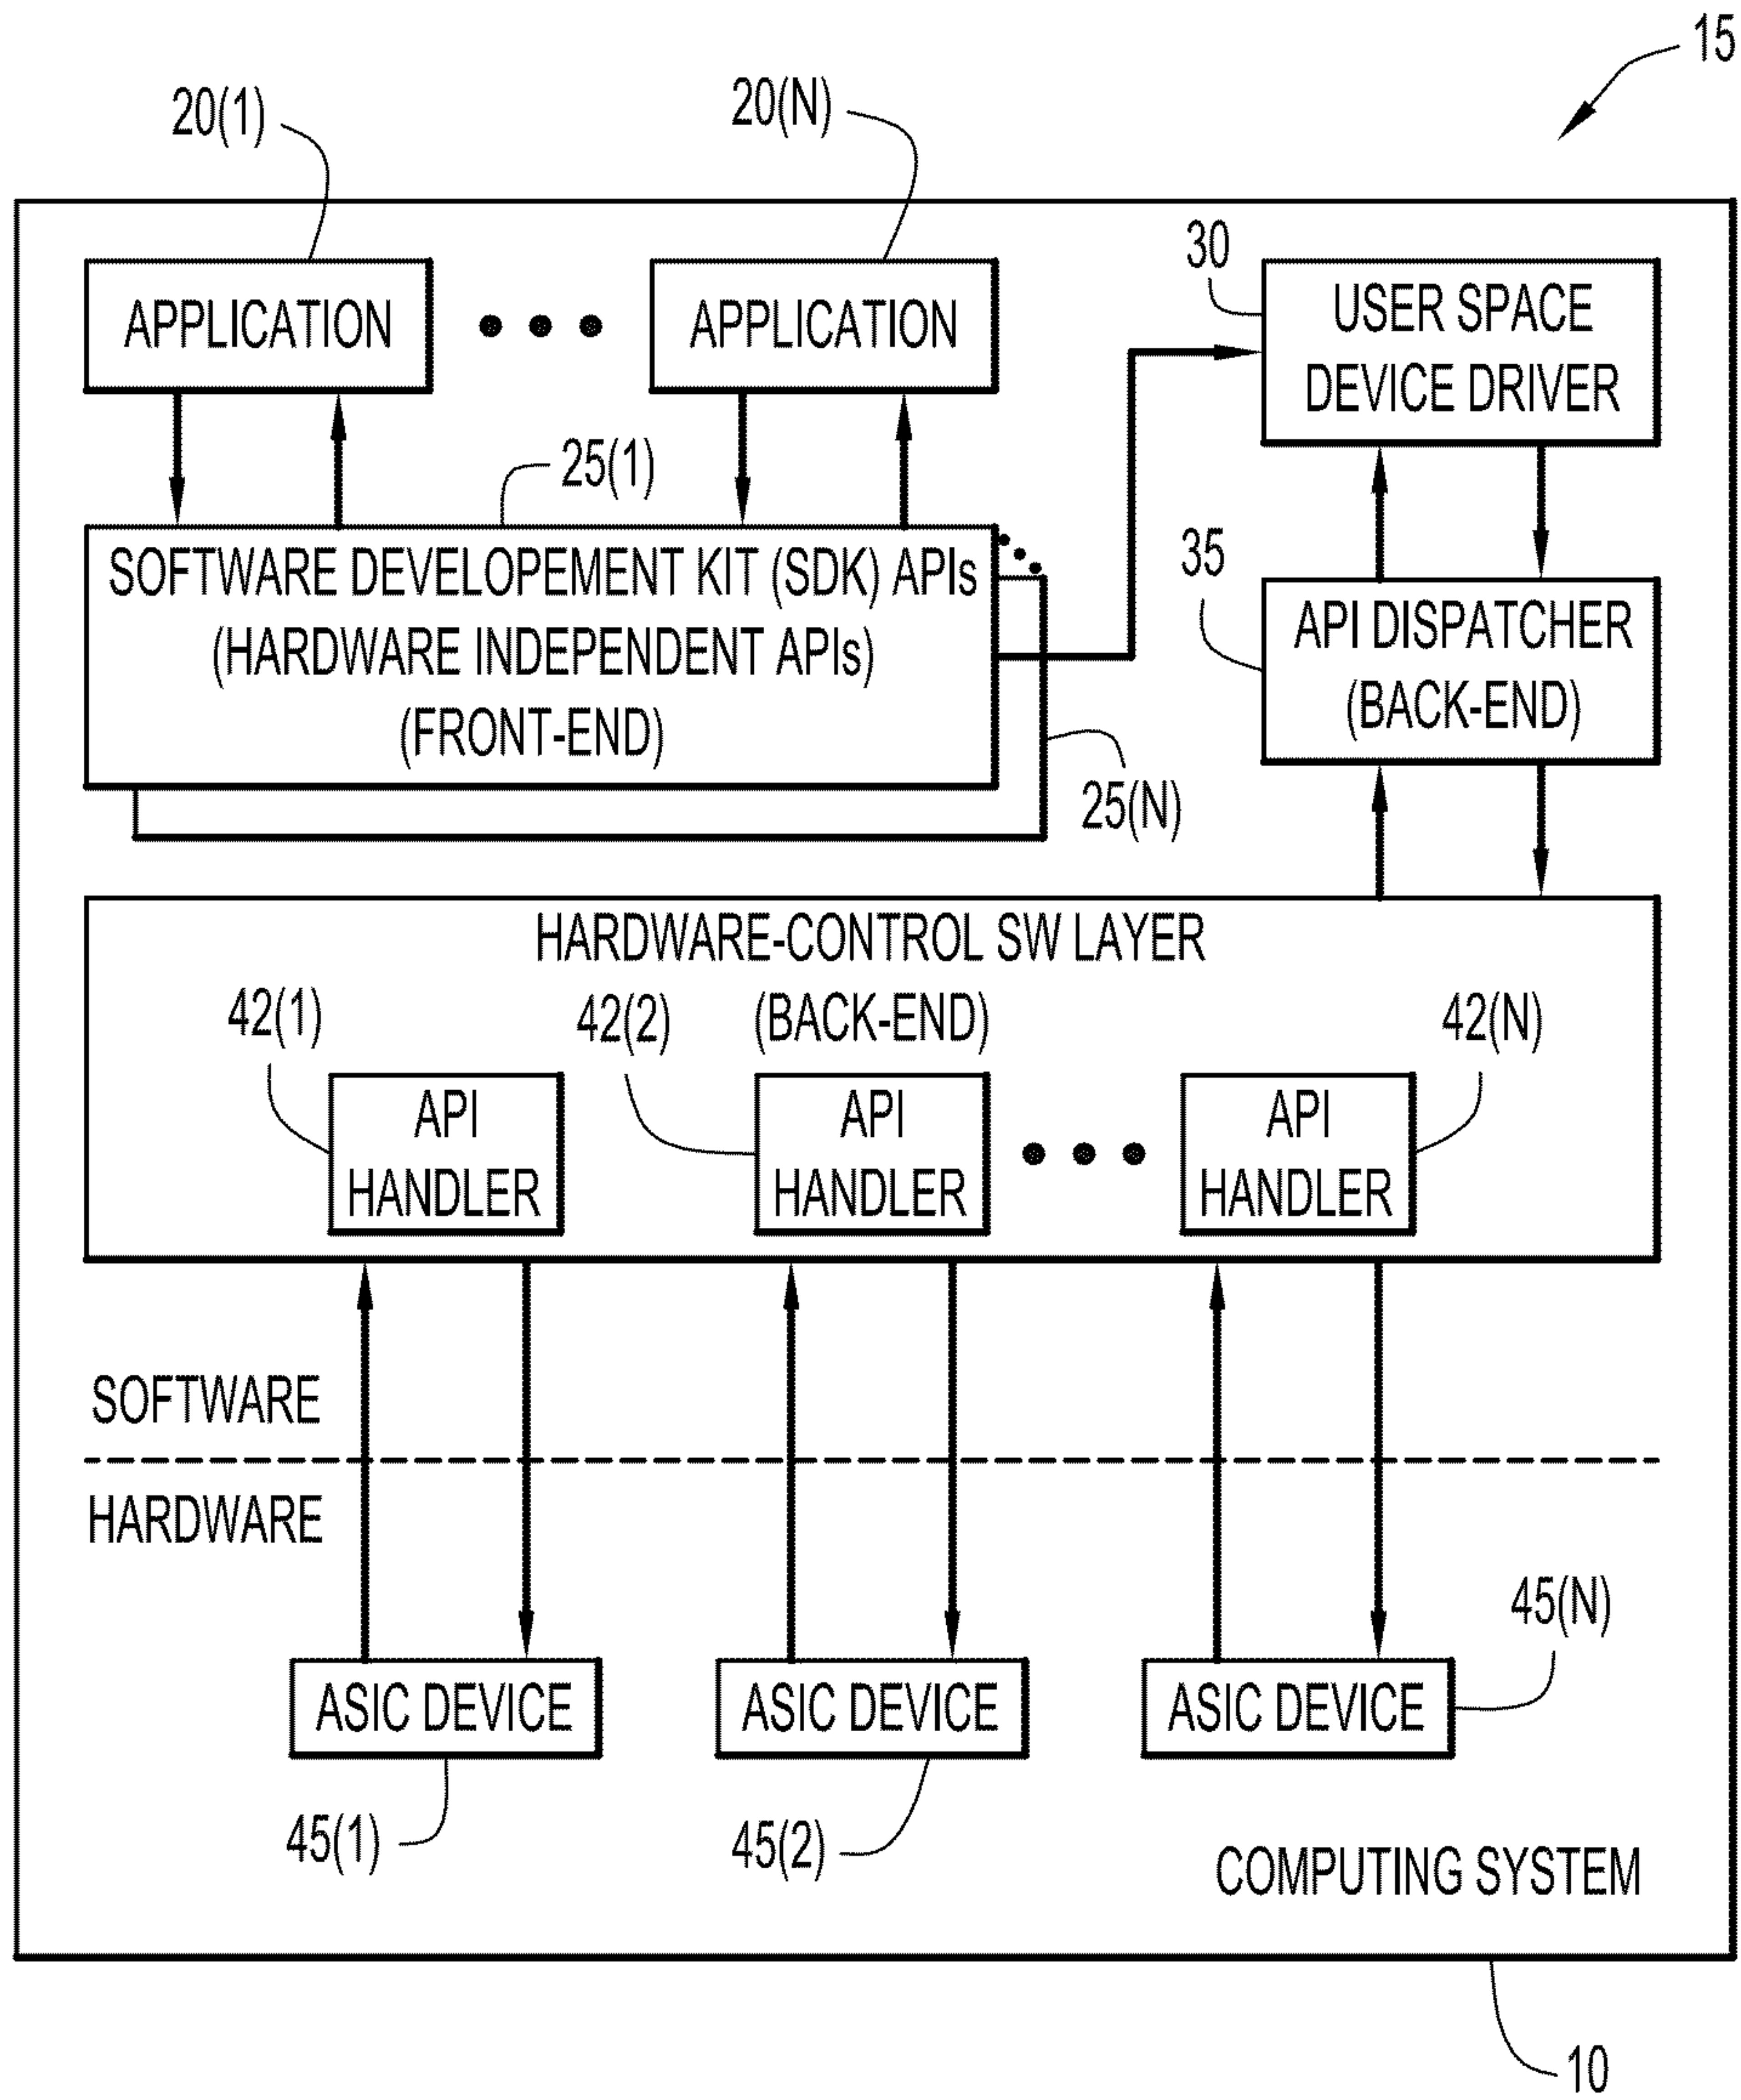 15
20(1)
20(N)
APPLICATION
APPLICATION
30
USER SPACE
DEVICE DRIVER
25(1)
SOFTWARE DEVELOPEMENT KIT (SDK) APIs
(HARDWARE INDEPENDENT APIs)
(FRONT-END)
25(N)
35
API DISPATCHER
(BACK-END)
HARDWARE-CONTROL SW LAYER
(BACK-END)
42(1)
42(2)
42(N)
API
HANDLER
API
HANDLER
API
HANDLER
SOFTWARE
HARDWARE
45(N)
ASIC DEVICE
ASIC DEVICE
ASIC DEVICE
45(1)
45(2)
COMPUTING SYSTEM
10